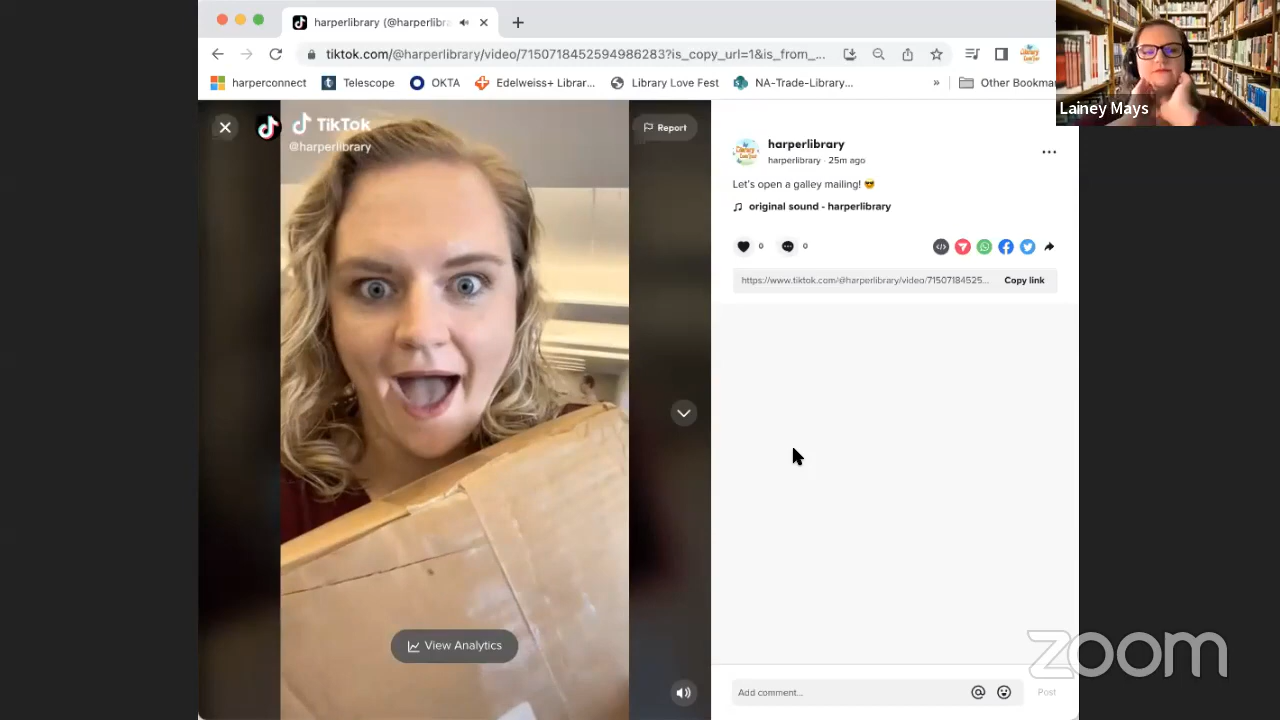 harperlibrary (@harperlibra
tiktok.com/@harperlibrary/video/7150718452594986283?is_copy_url=1&is_from_...
harperconnect
Telescope
OKTA
Edelweiss+ Librar...
Library Love Fest
NA-Trade-Library...
»
Other Bookmar
Lainey Mays
TikTok
@harperlibrary
Report
harperlibrary
harperlibrary · 25m ago
Let's open a galley mailing! 😎
original sound - harperlibrary
0
0
https://www.tiktok.com/@harperlibrary/video/71507184525...
Copy link
View Analytics
Add comment...
Post
zoom